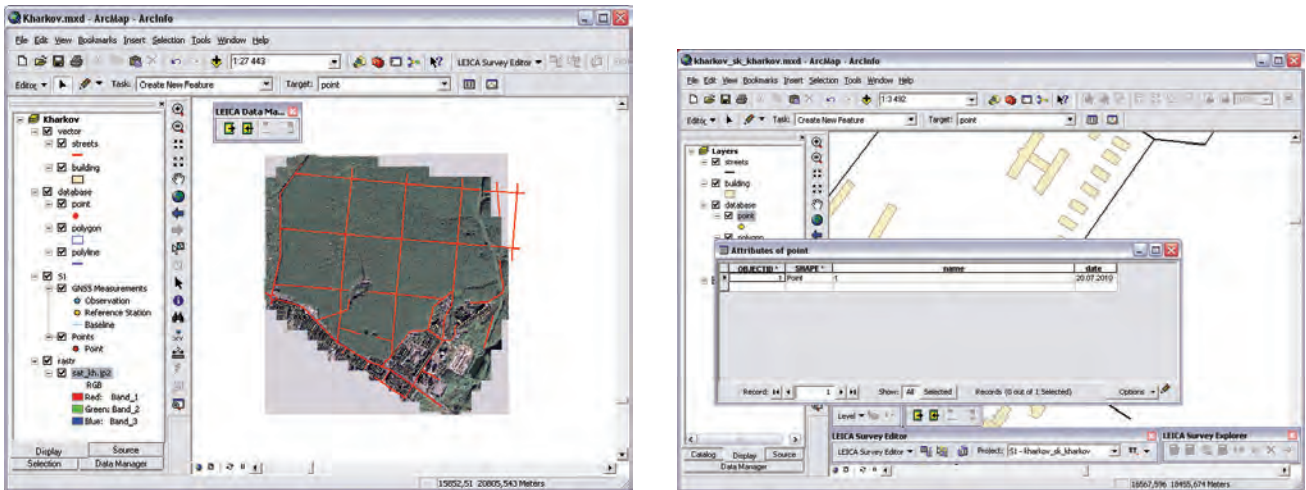 Kharkov.mxd - ArcMap - ArcInfo
File Edit View Bookmarks Insert Selection Tools Window Help
1:27 443
LEICA Survey Editor
Editor Task: Create New Feature Target: point
LEICA Data Ma...
Kharkov
vector
streets
building
database
point
polygon
polyline
S1
GNSS Measurements
Observation
Reference Station
Baseline
Points
Point
rastr
sat_kh.jp2
RGB
Red: Band_1
Green: Band_2
Blue: Band_3
Display Source
Selection Data Manager
15852,51 20805,543 Meters
kharkov_sk_kharkov.mxd - ArcMap - ArcInfo
File Edit View Bookmarks Insert Selection Tools Window Help
1:3 492
Editor Task: Create New Feature Target: point
Layers
streets
building
database
point
polygon
Attributes of point
OBJECTID * SHAPE * name date
1 Point 1 20.07.2010
Record: 1 Show: All Selected Records (0 out of 1 Selected) Options
Level
LEICA Survey Editor LEICA Survey Explorer
LEICA Survey Editor Project: S1 - kharkov_sk_kharkov
Catalog Display Source
Data Manager
18567,596 18455,674 Meters